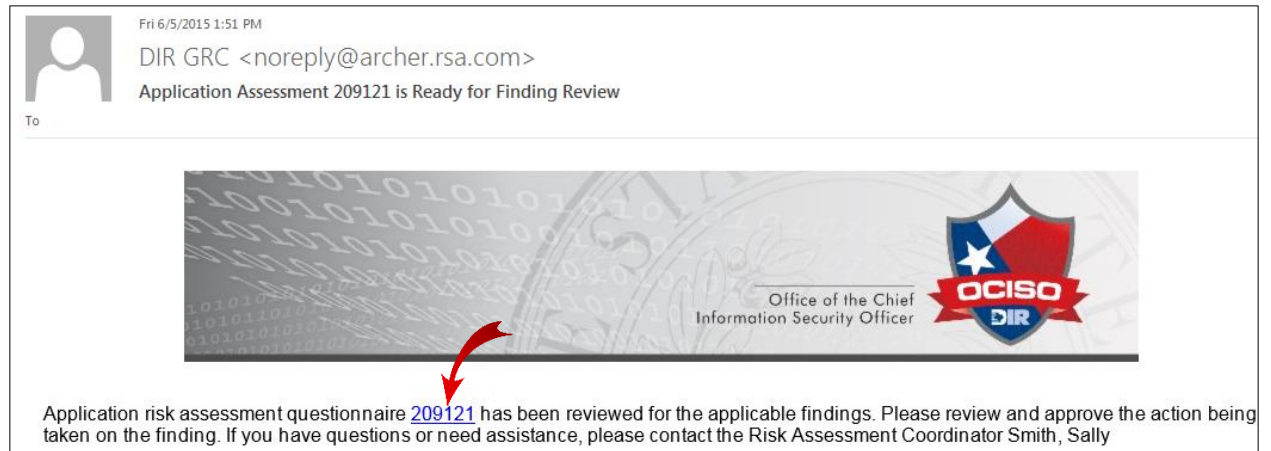 Fri 6/5/2015 1:51 PM
DIR GRC <noreply@archer.rsa.com>
Application Assessment 209121 is Ready for Finding Review
To
Office of the Chief
Information Security Officer
OCISO
DIR
Application risk assessment questionnaire 209121 has been reviewed for the applicable findings. Please review and approve the action being
taken on the finding. If you have questions or need assistance, please contact the Risk Assessment Coordinator Smith, Sally